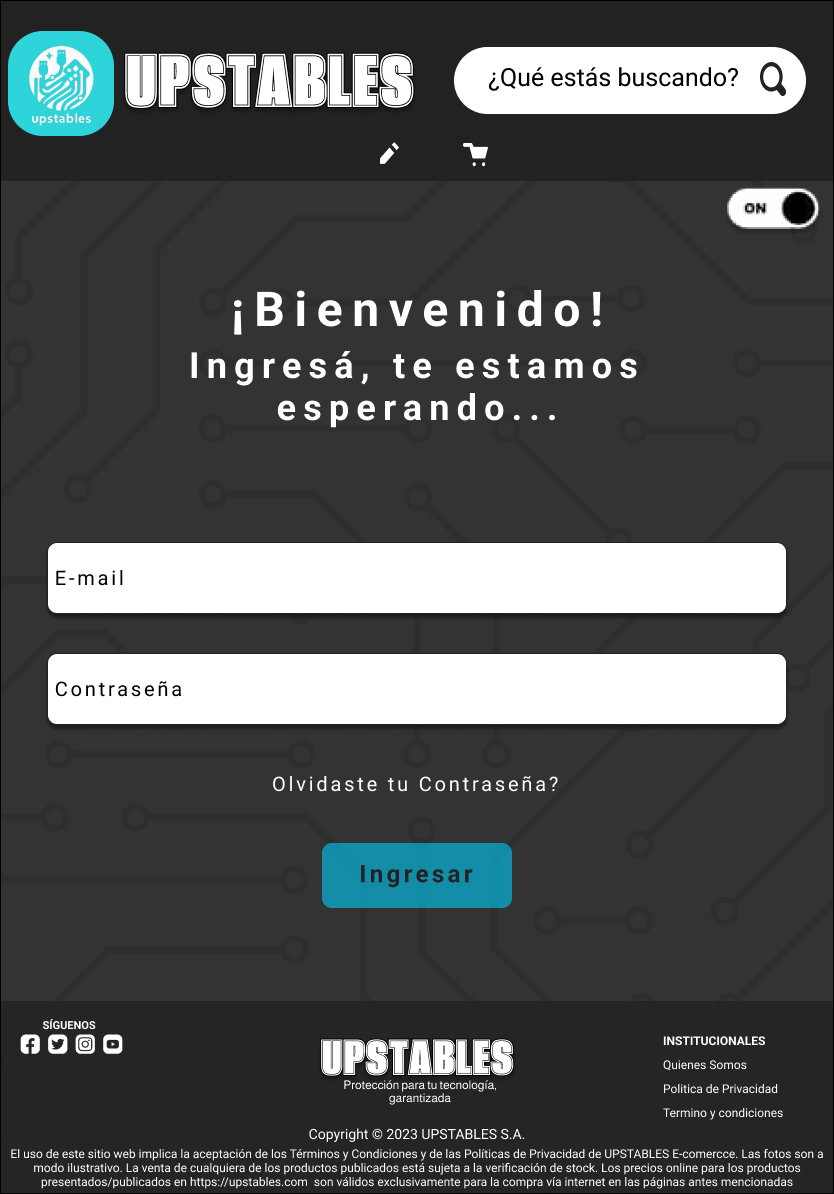 upstables
UPSTABLES
¿Qué estás buscando?
ON
¡Bienvenido!
Ingresá, te estamos
esperando...
E-mail
Contraseña
Olvidaste tu Contraseña?
Ingresar
SÍGUENOS
UPSTABLES
Protección para tu tecnología,
garantizada
INSTITUCIONALES
Quienes Somos
Politica de Privacidad
Termino y condiciones
Copyright © 2023 UPSTABLES S.A.
El uso de este sitio web implica la aceptación de los Términos y Condiciones y de las Políticas de Privacidad de UPSTABLES E-comercce. Las fotos son a
modo ilustrativo. La venta de cualquiera de los productos publicados está sujeta a la verificación de stock. Los precios online para los productos
presentados/publicados en https://upstables.com son válidos exclusivamente para la compra vía internet en las páginas antes mencionadas